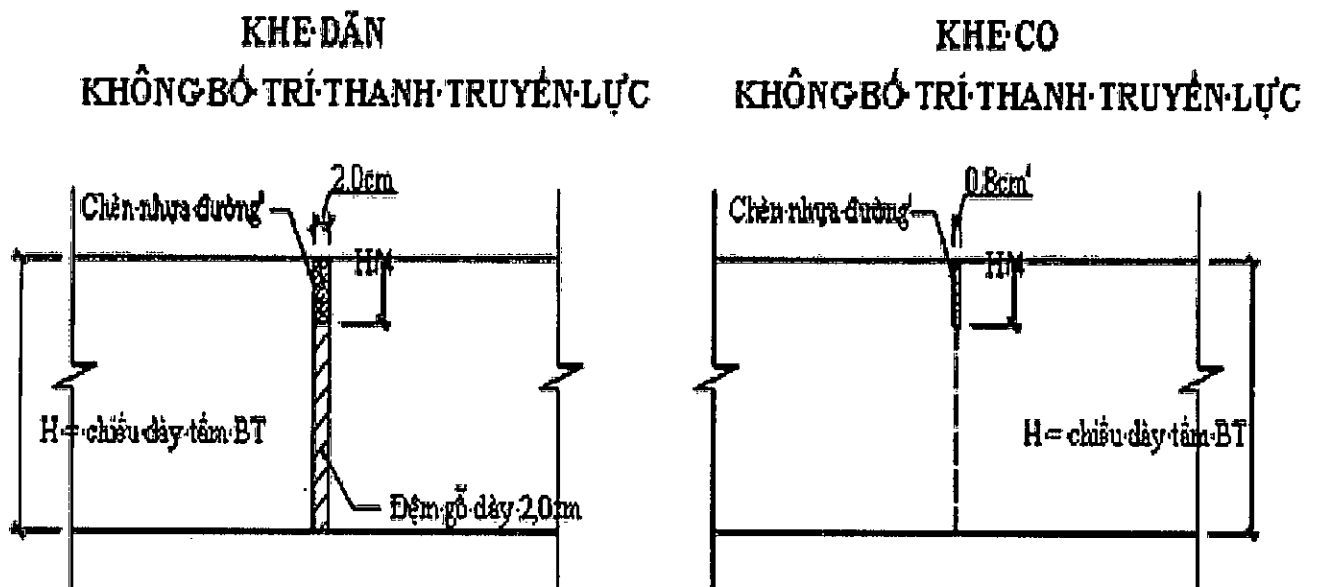 KHE DÃN
KHÔNG BỐ TRÍ THANH TRUYỀN LỰC
2.0cm
Chèn nhựa đường
HM
H = chiều dày tấm BT
Đệm gỗ dày 2,0cm
KHE CO
KHÔNG BỐ TRÍ THANH TRUYỀN LỰC
0.8cm
Chèn nhựa đường
HM
H = chiều dày tấm BT